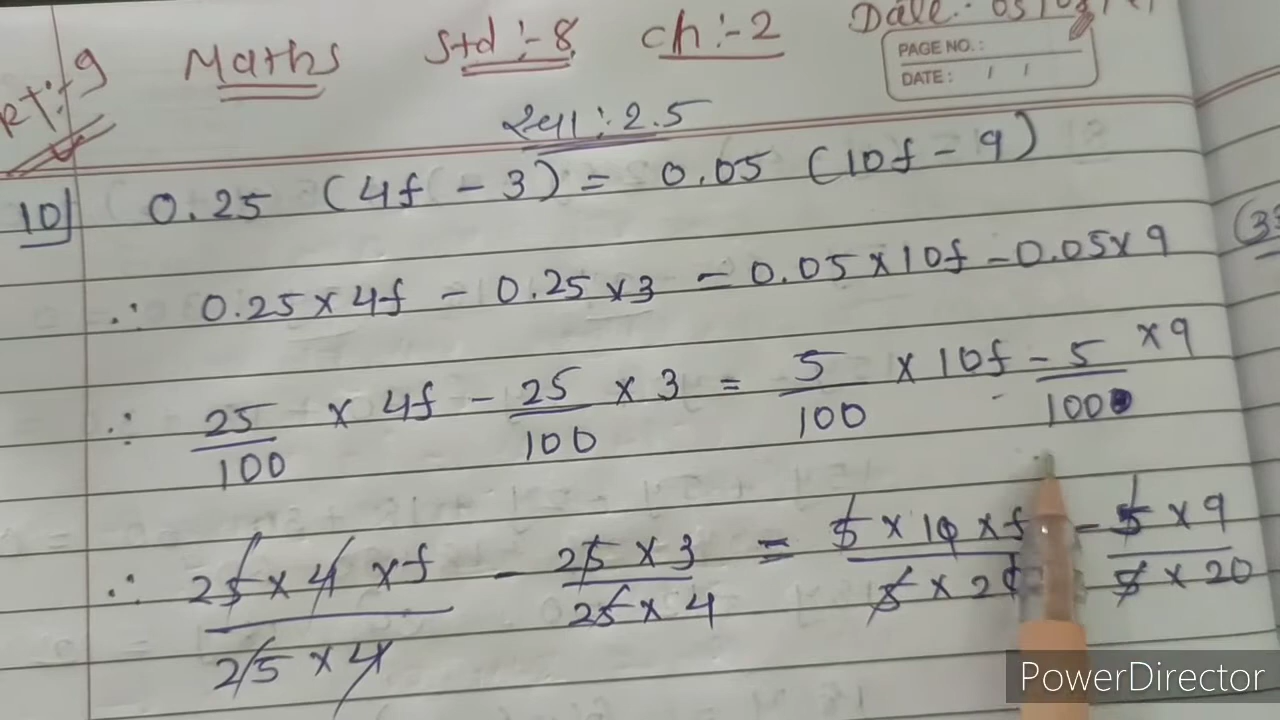 Maths Std :- 8 ch :- 2 Date:-
PAGE NO.:
DATE: / /
:- 9
2.5
10] 0.25 (4f - 3) = 0.05 (10f - 9)
∴ 0.25 × 4f - 0.25 × 3 = 0.05 × 10f - 0.05 × 9
∴ 25/100 × 4f - 25/100 × 3 = 5/100 × 10f - 5/100 × 9
∴ 25 × 4 × f / 25 × 4 - 25 × 3 / 25 × 4 = 5 × 10 × f / 5 × 20 - 5 × 9 / 5 × 20
PowerDirector